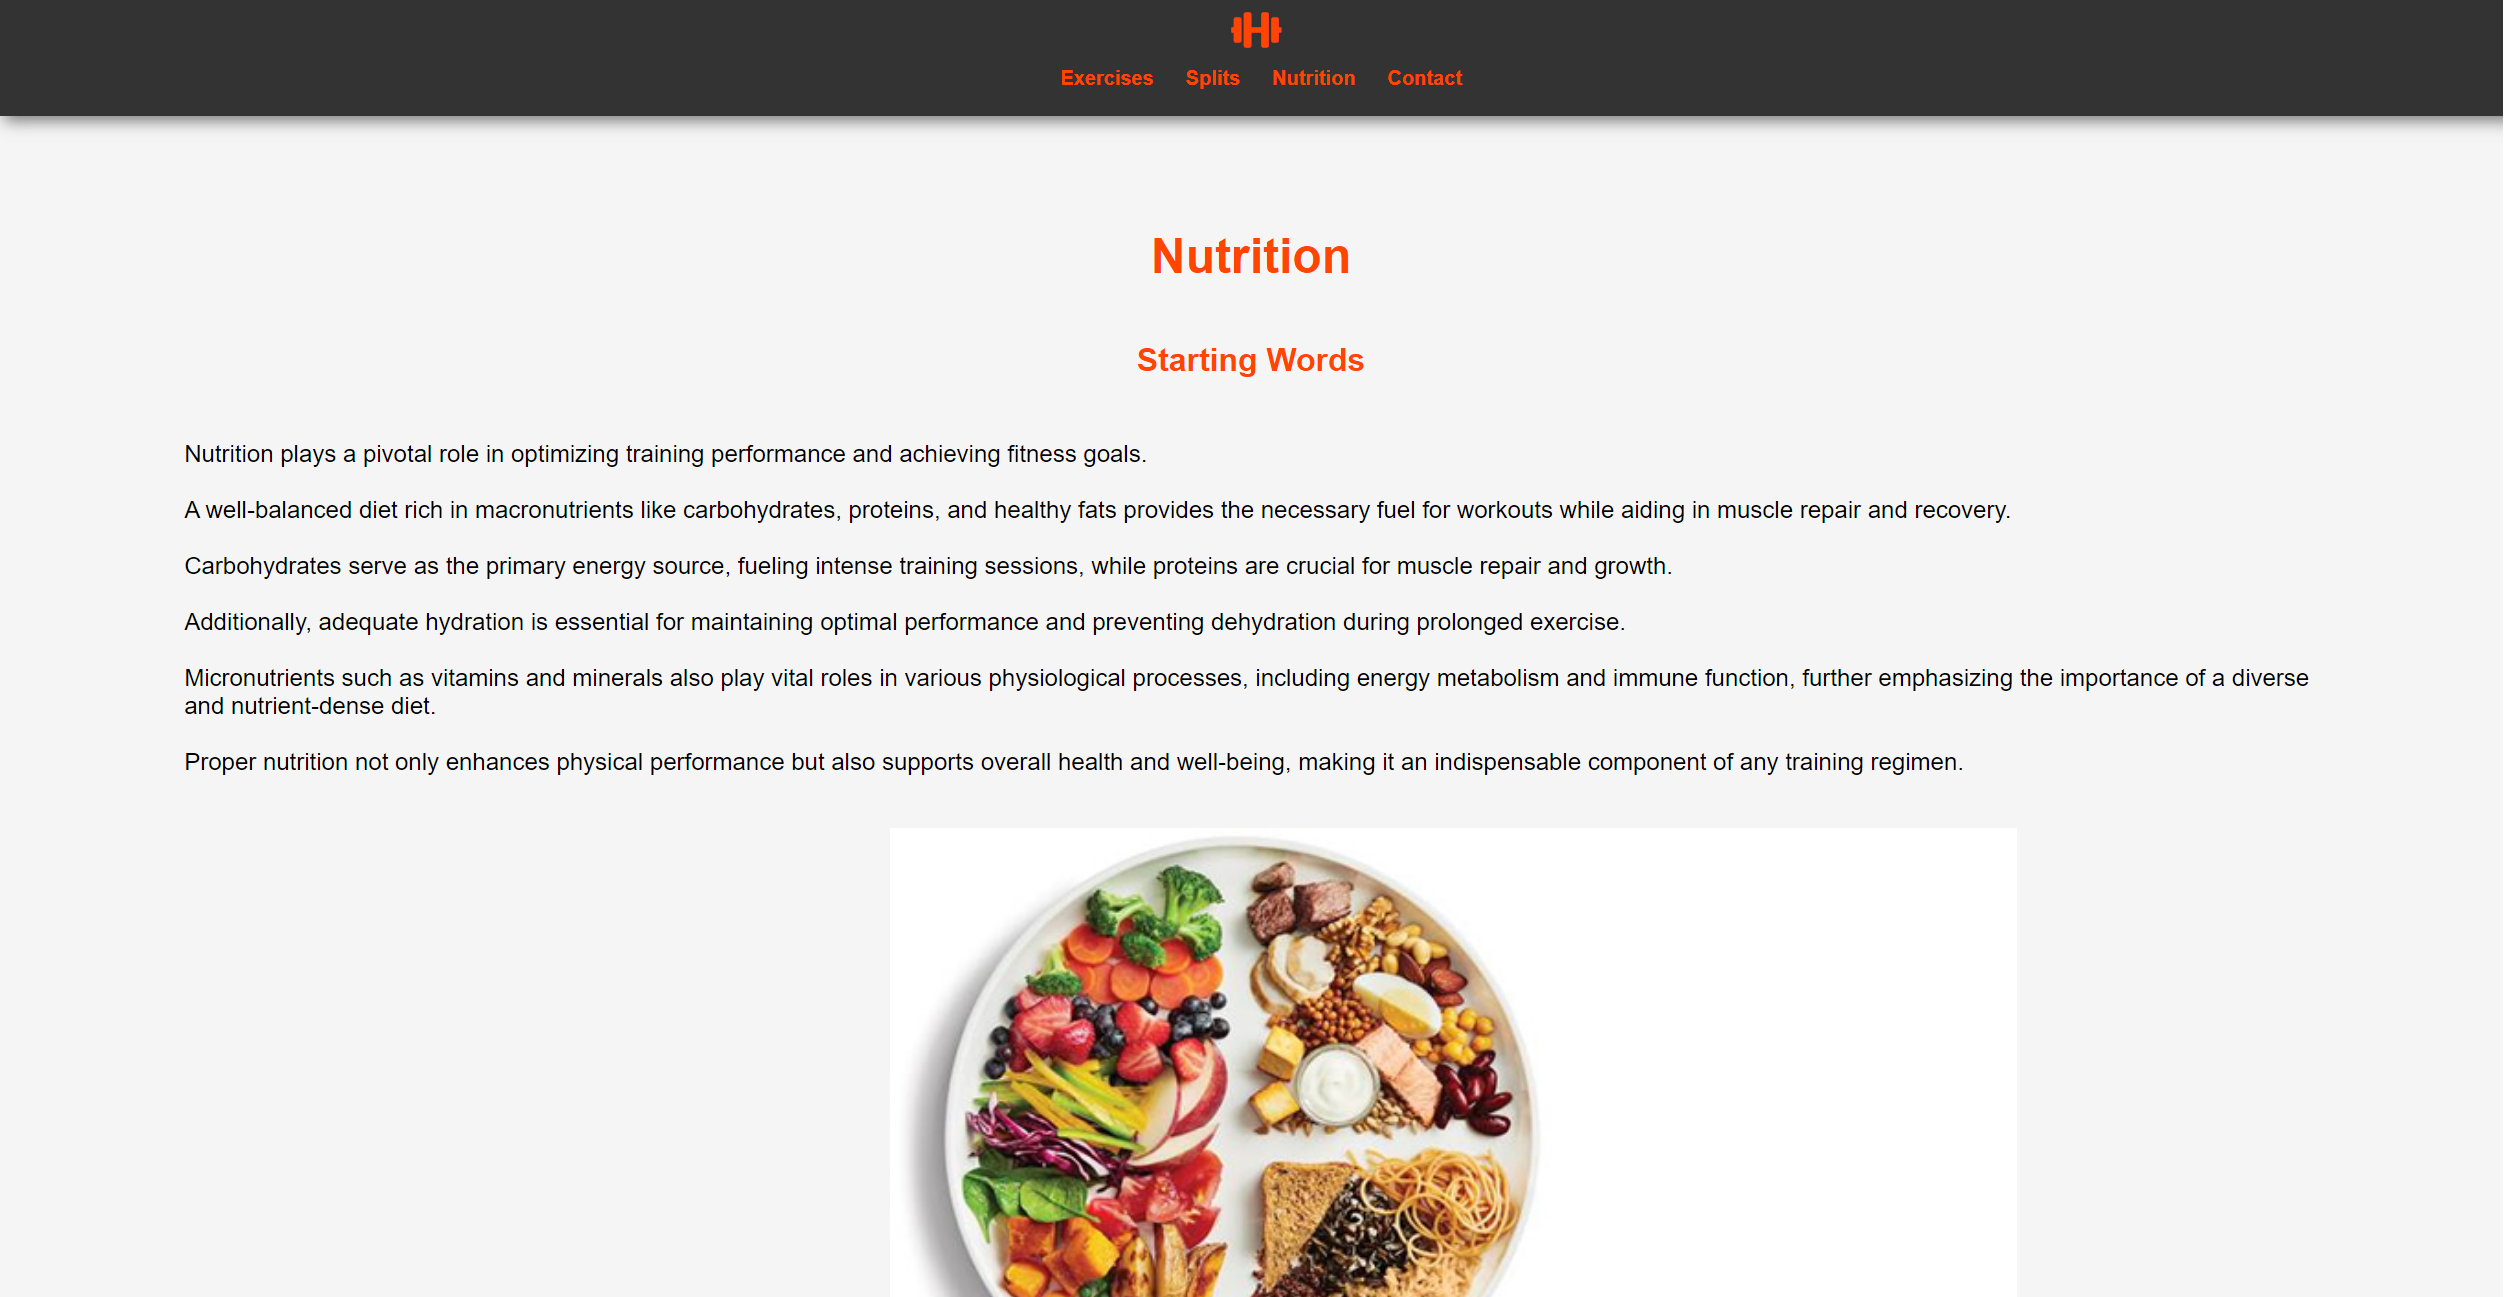 Exercises Splits Nutrition Contact
Nutrition
Starting Words
Nutrition plays a pivotal role in optimizing training performance and achieving fitness goals.
A well-balanced diet rich in macronutrients like carbohydrates, proteins, and healthy fats provides the necessary fuel for workouts while aiding in muscle repair and recovery.
Carbohydrates serve as the primary energy source, fueling intense training sessions, while proteins are crucial for muscle repair and growth.
Additionally, adequate hydration is essential for maintaining optimal performance and preventing dehydration during prolonged exercise.
Micronutrients such as vitamins and minerals also play vital roles in various physiological processes, including energy metabolism and immune function, further emphasizing the importance of a diverse
and nutrient-dense diet.
Proper nutrition not only enhances physical performance but also supports overall health and well-being, making it an indispensable component of any training regimen.